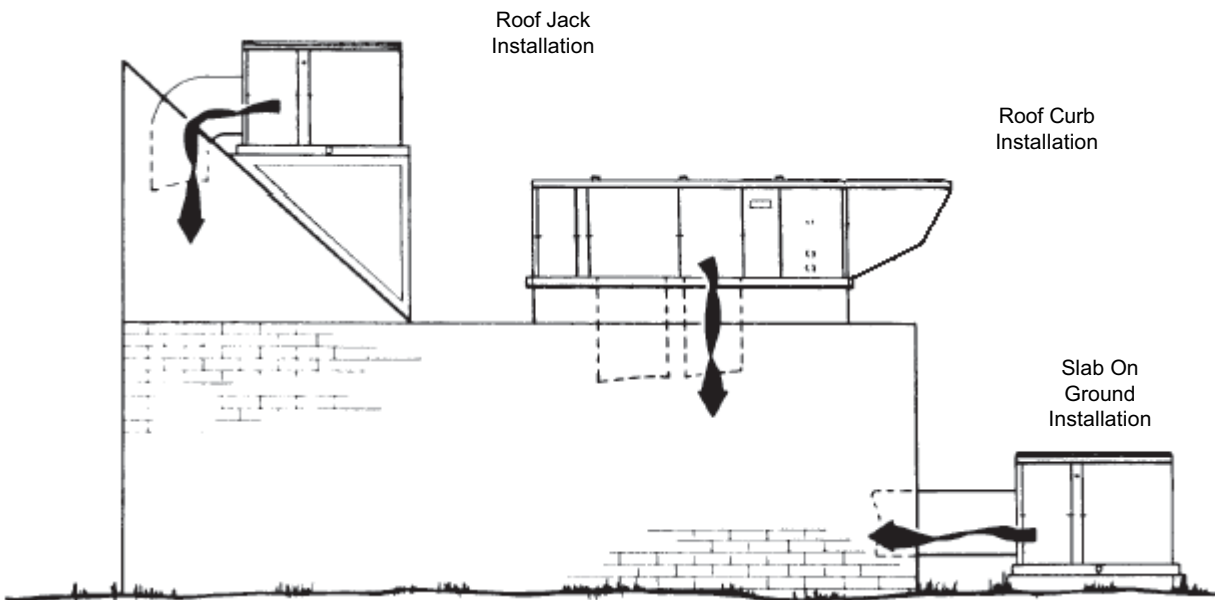 Roof Jack
Installation
Roof Curb
Installation
Slab On
Ground
Installation